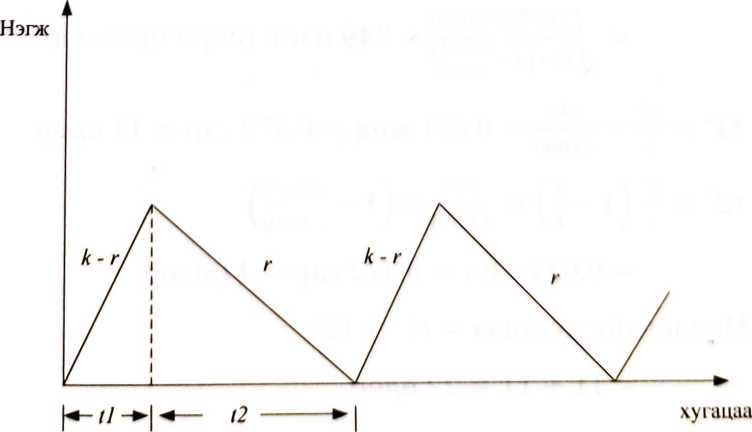 Нэгж
k - r
r
k - r
r
t1
t2
хугацаа